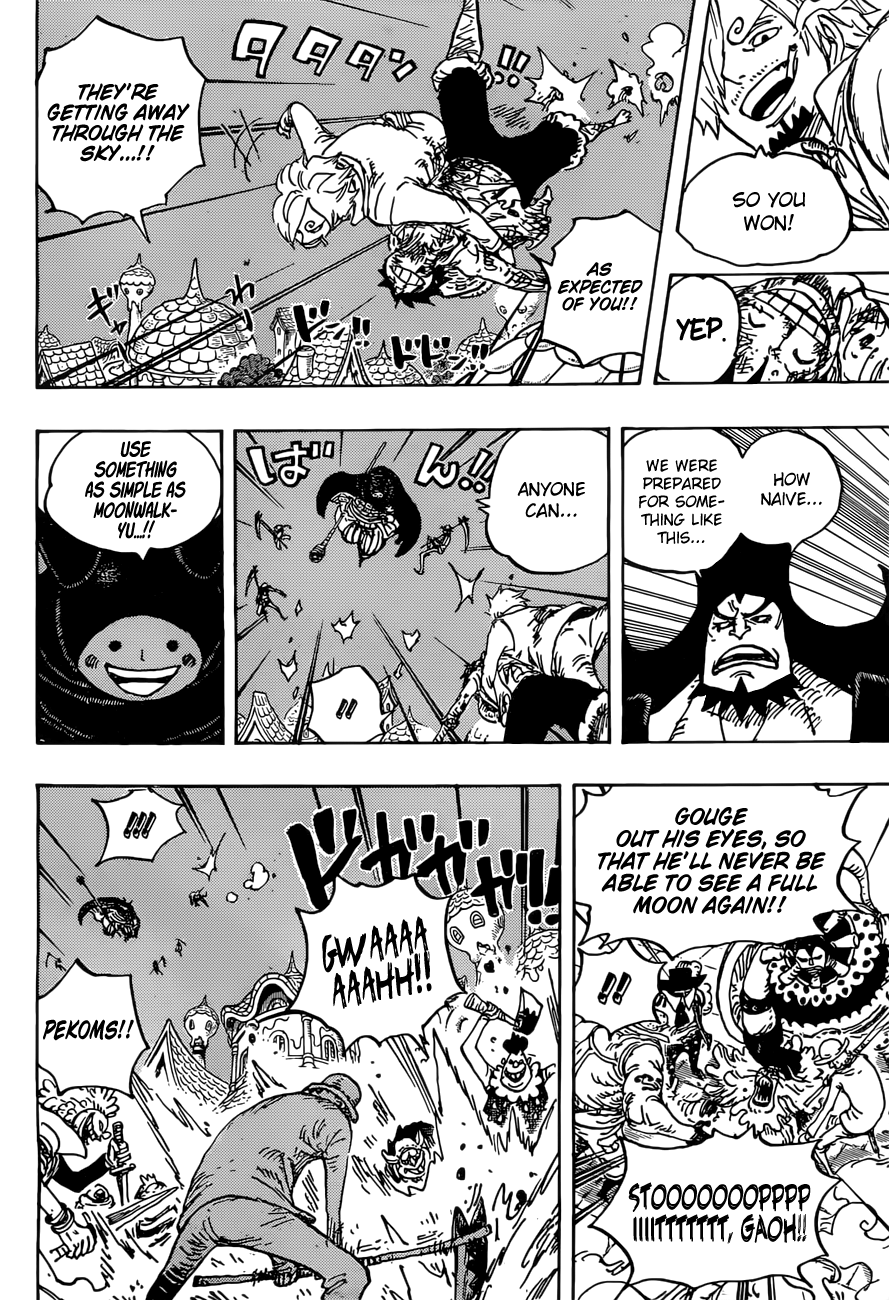 SO YOU
WON!
YEP.
タタタン!!
AS
EXPECTED
OF YOU!!
THEY'RE
GETTING AWAY
THROUGH THE
SKY...!!
HOW
NAIVE...
WE WERE
PREPARED
FOR SOME-
THING LIKE
THIS...
ANYONE
CAN...
ばん!!
!!
USE
SOMETHING
AS SIMPLE AS
MOONWALK-
YU...!!
GOUGE
OUT HIS EYES, SO
THAT HE'LL NEVER BE
ABLE TO SEE A FULL
MOON AGAIN!!
!!
STOOOOOOOPPPP
IIIITTTTTTT, GAOH!!
ドガガガガ!!
GWAAAA
AAAHH!!
!!!
PEKOMS!!